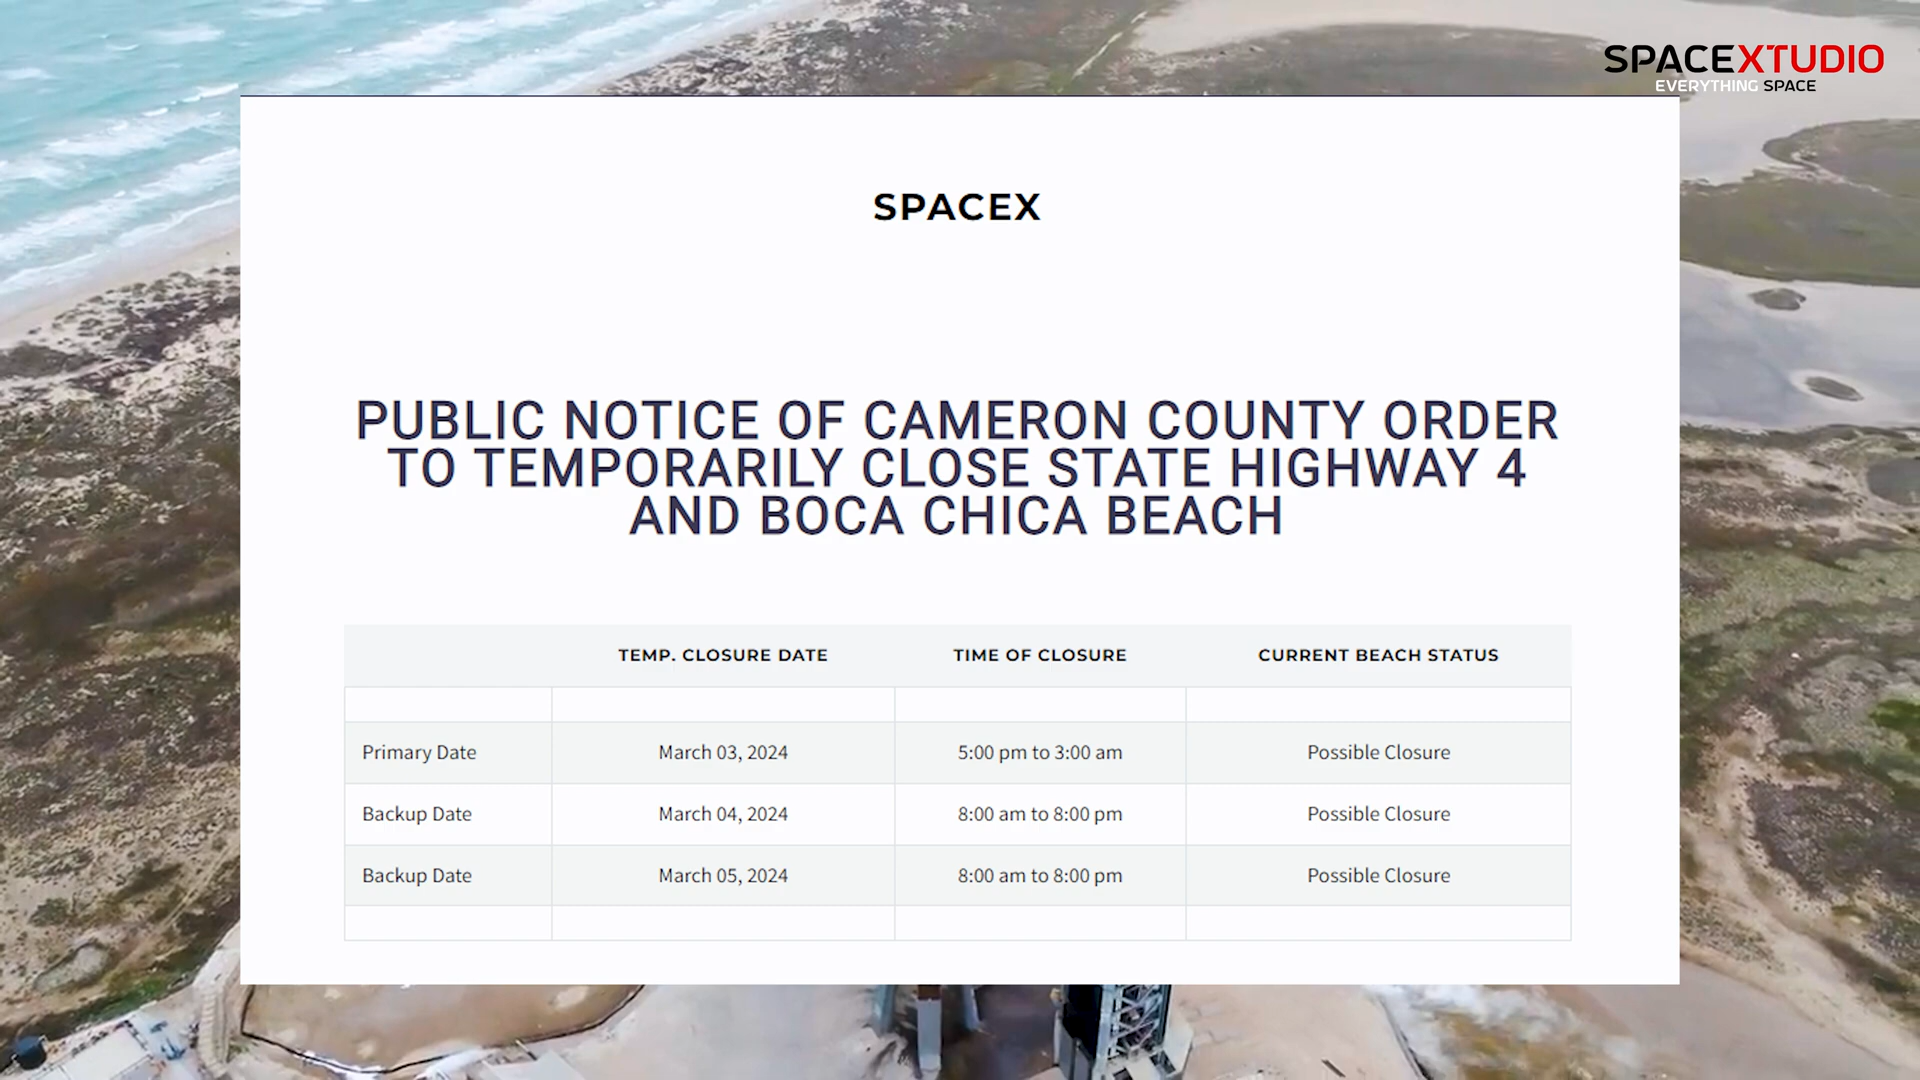 SPACEXTUDIO
EVERYTHING SPACE
SPACEX
PUBLIC NOTICE OF CAMERON COUNTY ORDER
TO TEMPORARILY CLOSE STATE HIGHWAY 4
AND BOCA CHICA BEACH
TEMP. CLOSURE DATE TIME OF CLOSURE CURRENT BEACH STATUS
Primary Date March 03, 2024 5:00 pm to 3:00 am Possible Closure
Backup Date March 04, 2024 8:00 am to 8:00 pm Possible Closure
Backup Date March 05, 2024 8:00 am to 8:00 pm Possible Closure